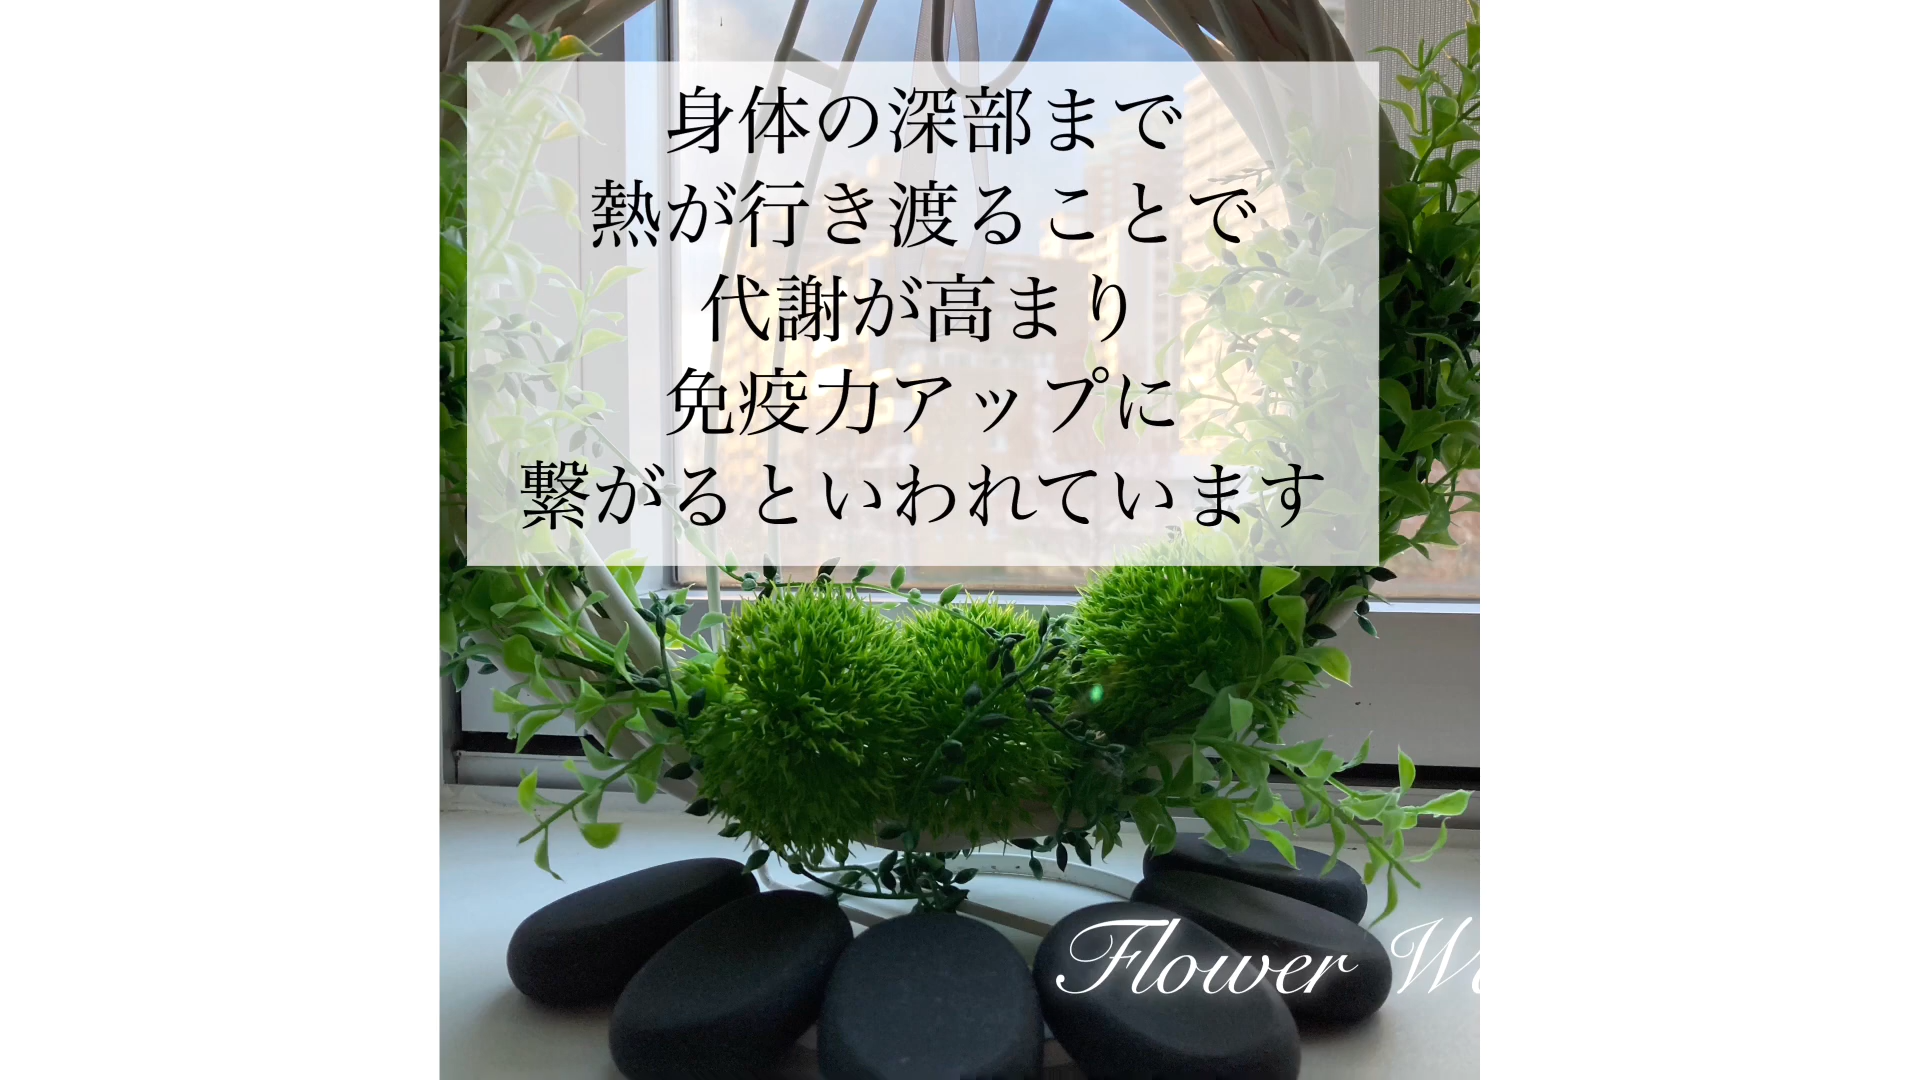 身体の深部まで
熱が行き渡ることで
代謝が高まり
免疫力アップに
繋がるといわれています
Flower